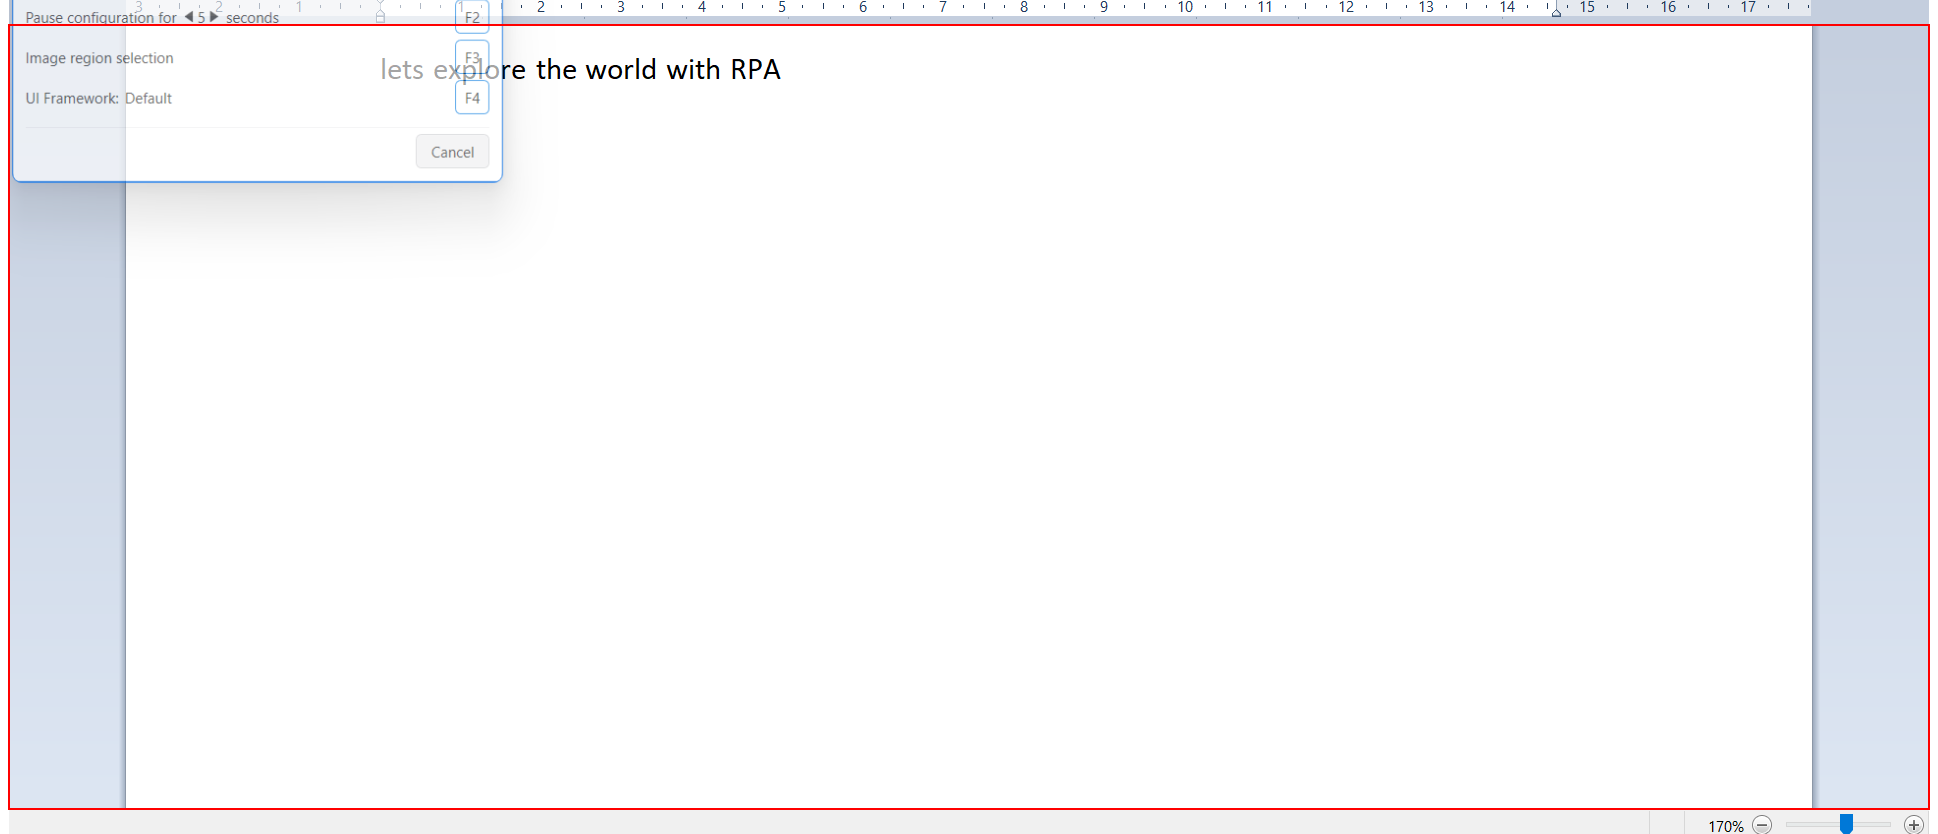 3 2 1 1 2 3 4 5 6 7 8 9 10 11 12 13 14 15 16 17
Pause configuration for 5 seconds F2
Image region selection F3
lets explore the world with RPA
UI Framework: Default F4
Cancel
170%